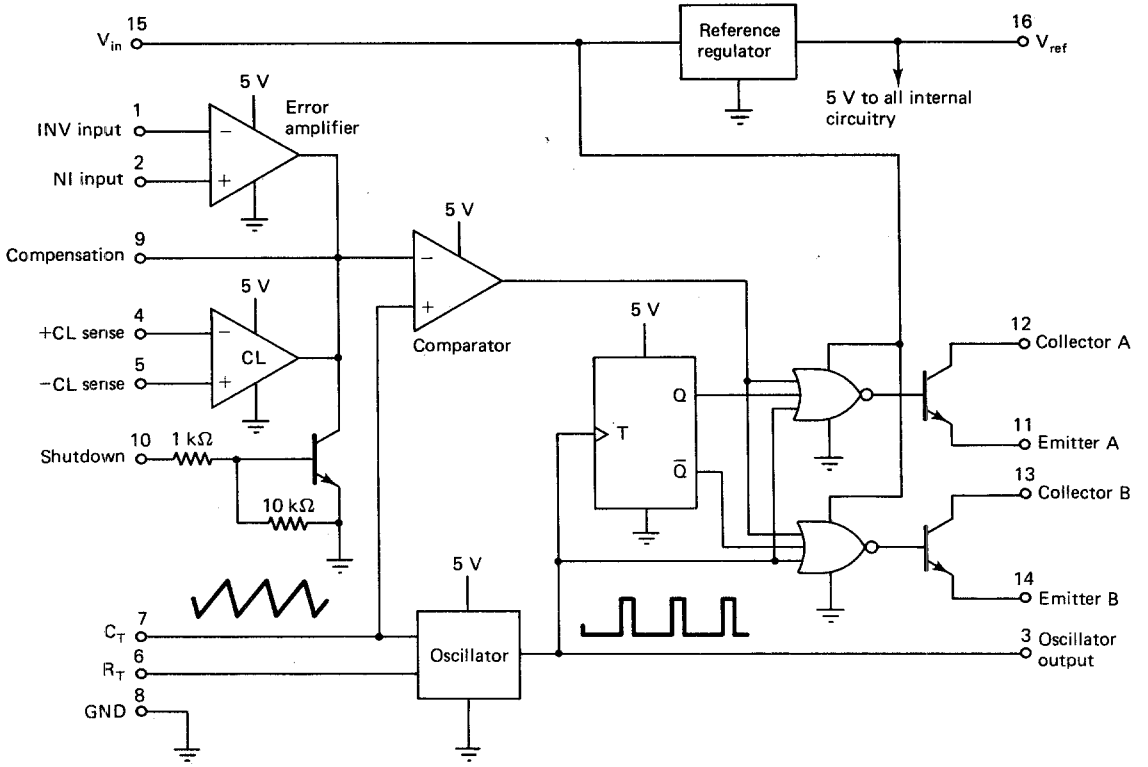 15
V_in
Reference
regulator
16
V_ref
5 V to all internal
circuitry
5 V
Error
amplifier
1
INV input
−
2
NI input
+
5 V
9
Compensation
−
+
Comparator
5 V
4
+CL sense
−
CL
5
−CL sense
+
10
Shutdown
1 kΩ
10 kΩ
5 V
Q
T
Q̅
12
Collector A
11
Emitter A
13
Collector B
14
Emitter B
5 V
7
C_T
6
R_T
Oscillator
3
Oscillator
output
8
GND